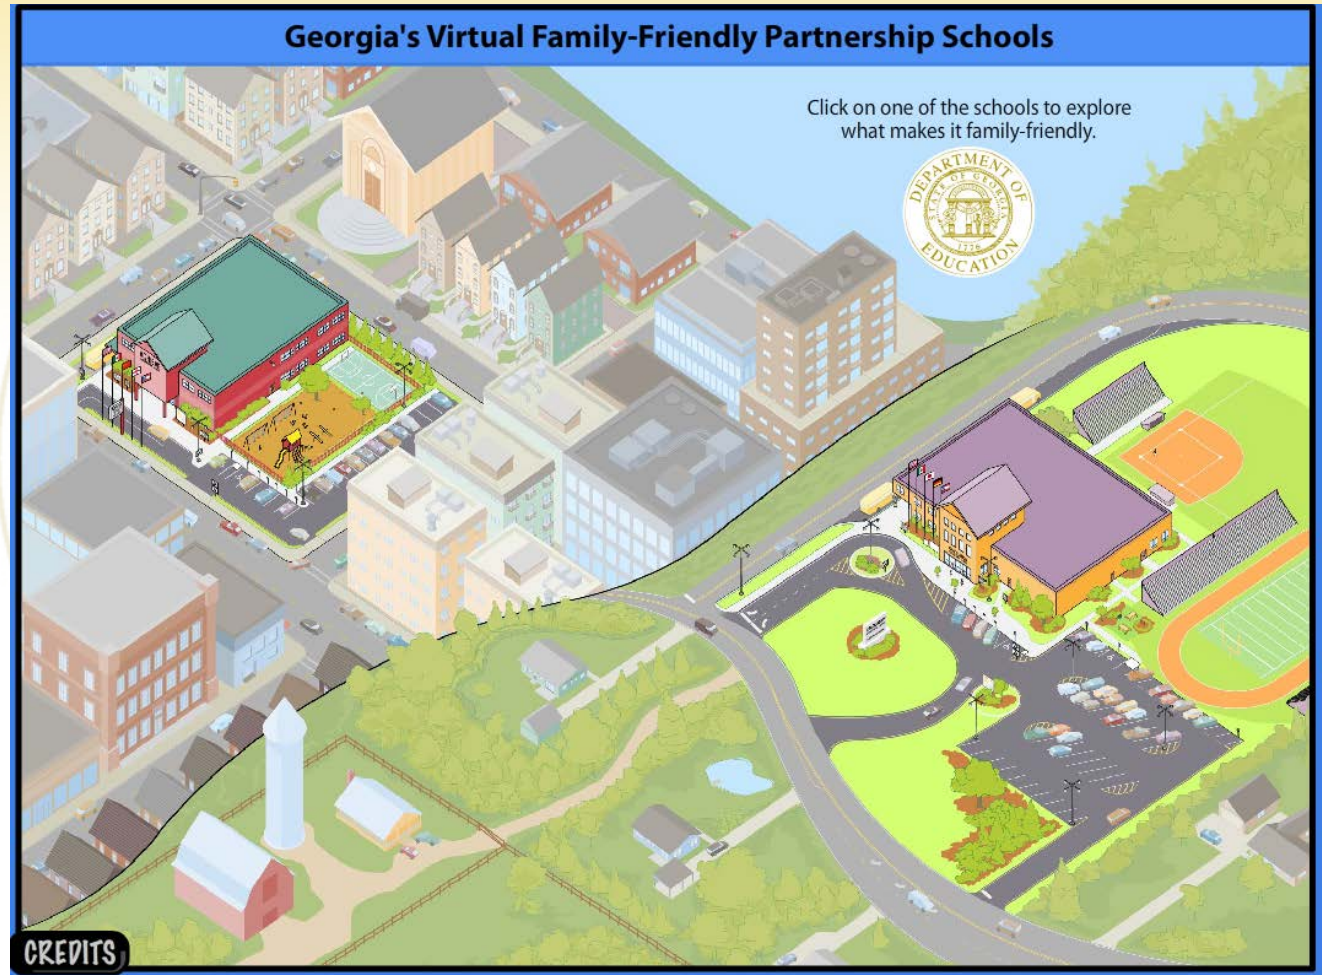 Georgia's Virtual Family-Friendly Partnership Schools
Click on one of the schools to explore
what makes it family-friendly.
DEPARTMENT OF
STATE OF GEORGIA
1776
EDUCATION
CREDITS